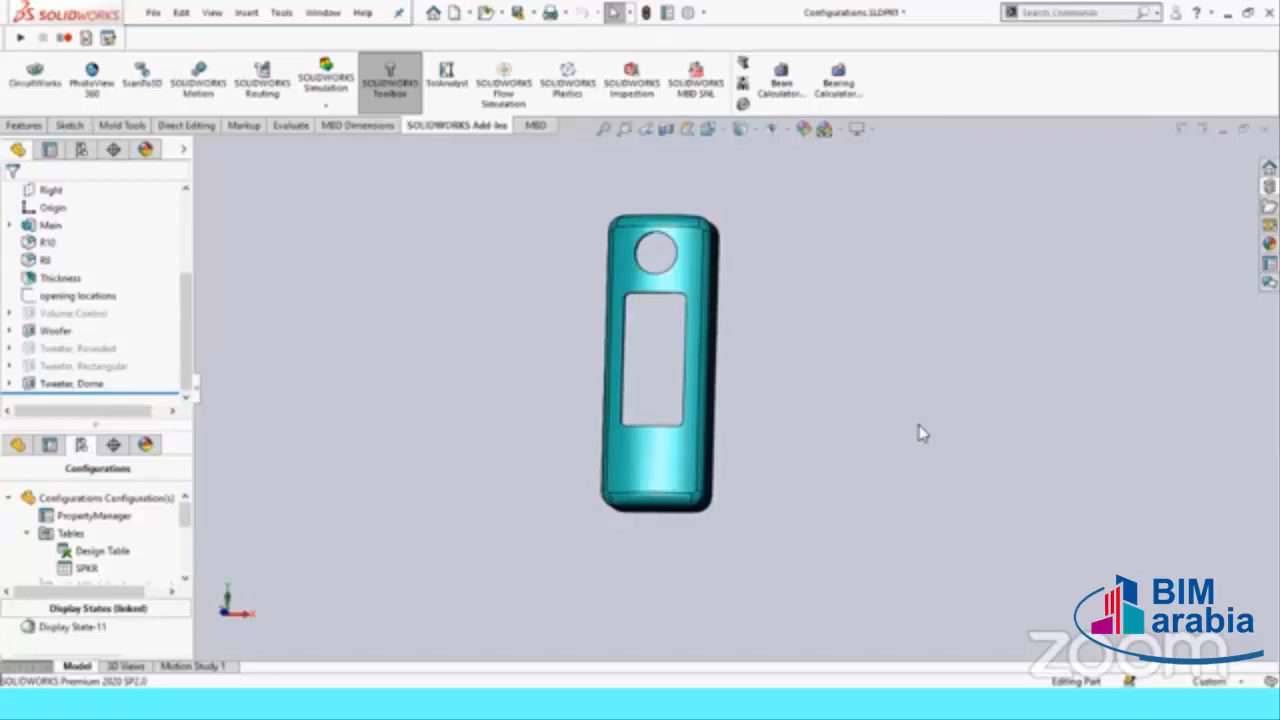 SOLIDWORKS File Edit View Insert Tools Window Help Configurations.SLDPRT * Search Commands
CircuitWorks PhotoView 360 ScanTo3D SOLIDWORKS Motion SOLIDWORKS Routing SOLIDWORKS Simulation SOLIDWORKS Toolbox TolAnalyst SOLIDWORKS Flow Simulation SOLIDWORKS Plastics SOLIDWORKS Inspection SOLIDWORKS MBD SNL Beam Calculator... Bearing Calculator...
Features Sketch Mold Tools Direct Editing Markup Evaluate MBD Dimensions SOLIDWORKS Add-Ins MBD
Right
Origin
Main
R10
R8
Thickness
opening locations
Volume Control
Woofer
Tweeter, Rounded
Tweeter, Rectangular
Tweeter, Dome
Configurations
Configurations Configuration(s)
PropertyManager
Tables
Design Table
SPKR
Display States (linked)
Display State-11
Y
X
Model 3D Views Motion Study 1
SOLIDWORKS Premium 2020 SP2.0 Editing Part Custom
BIM
arabia
zoom